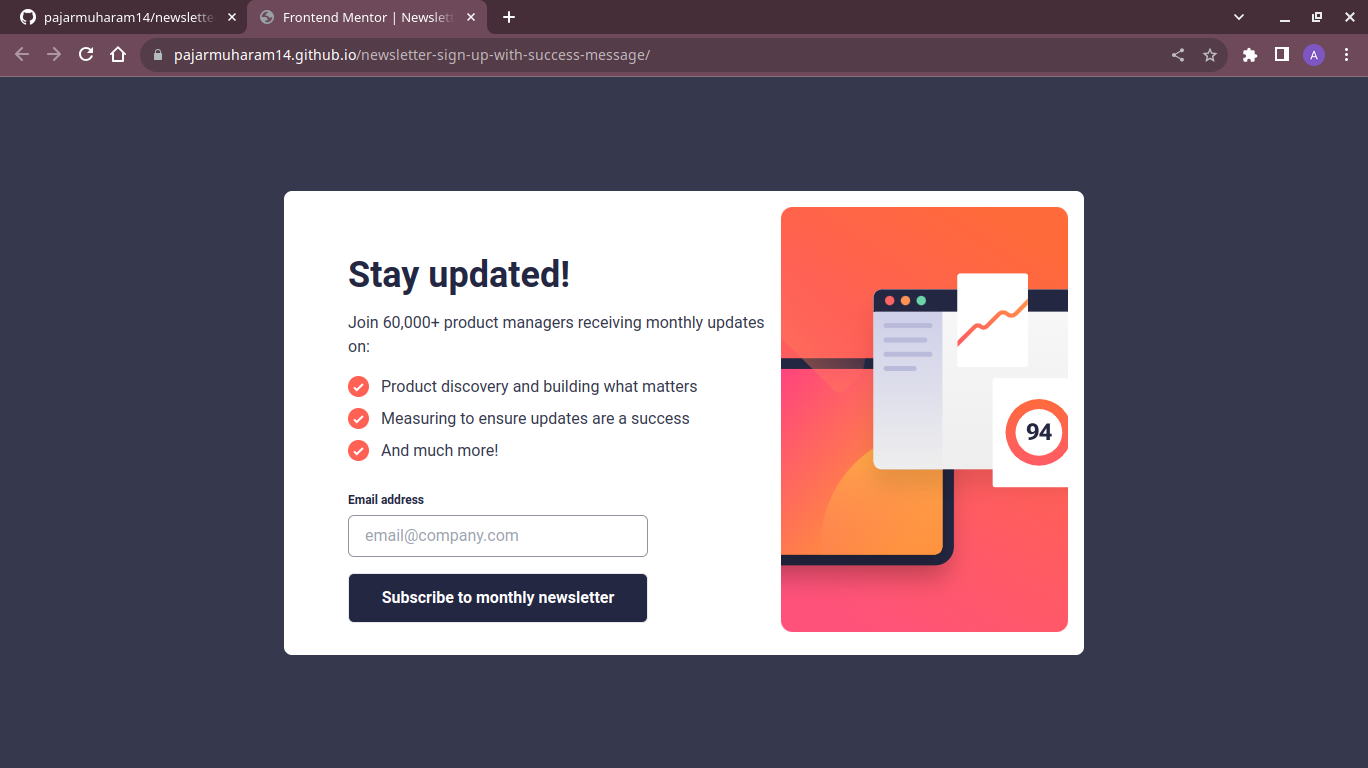 pajarmuharam14/newslette
Frontend Mentor | Newslet
pajarmuharam14.github.io/newsletter-sign-up-with-success-message/
A
Stay updated!
Join 60,000+ product managers receiving monthly updates
on:
Product discovery and building what matters
Measuring to ensure updates are a success
And much more!
Email address
email@company.com
Subscribe to monthly newsletter
94